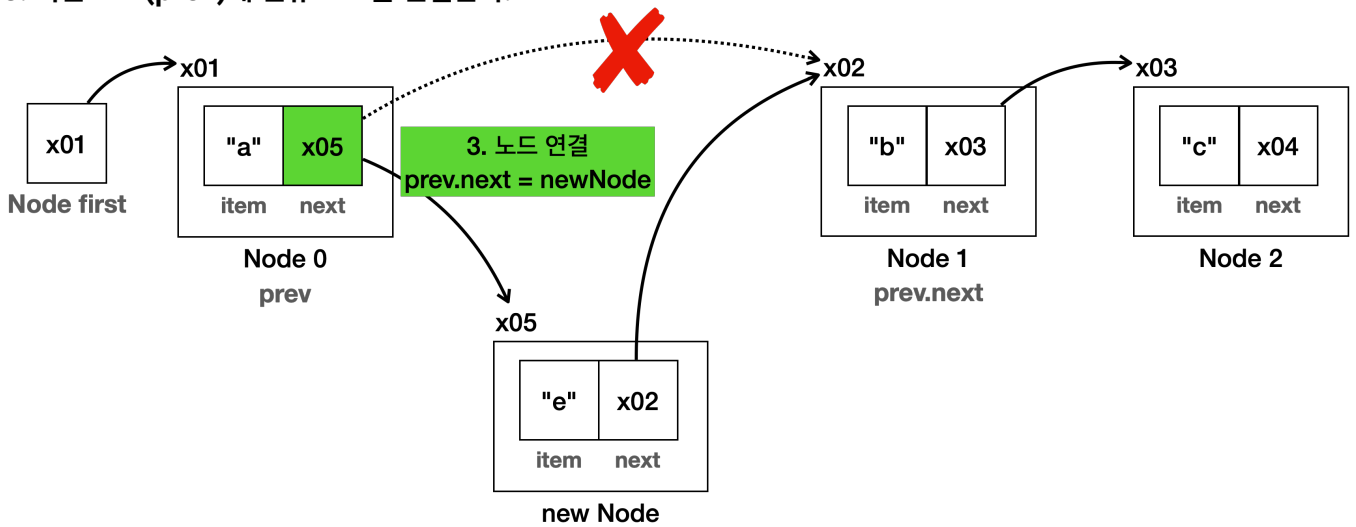 x01
x02
x03
x01
"a"
x05
3. 노드 연결
prev.next = newNode
"b"
x03
"c"
x04
Node first
item
next
item
next
item
next
Node 0
Node 1
Node 2
prev
prev.next
x05
"e"
x02
item
next
new Node